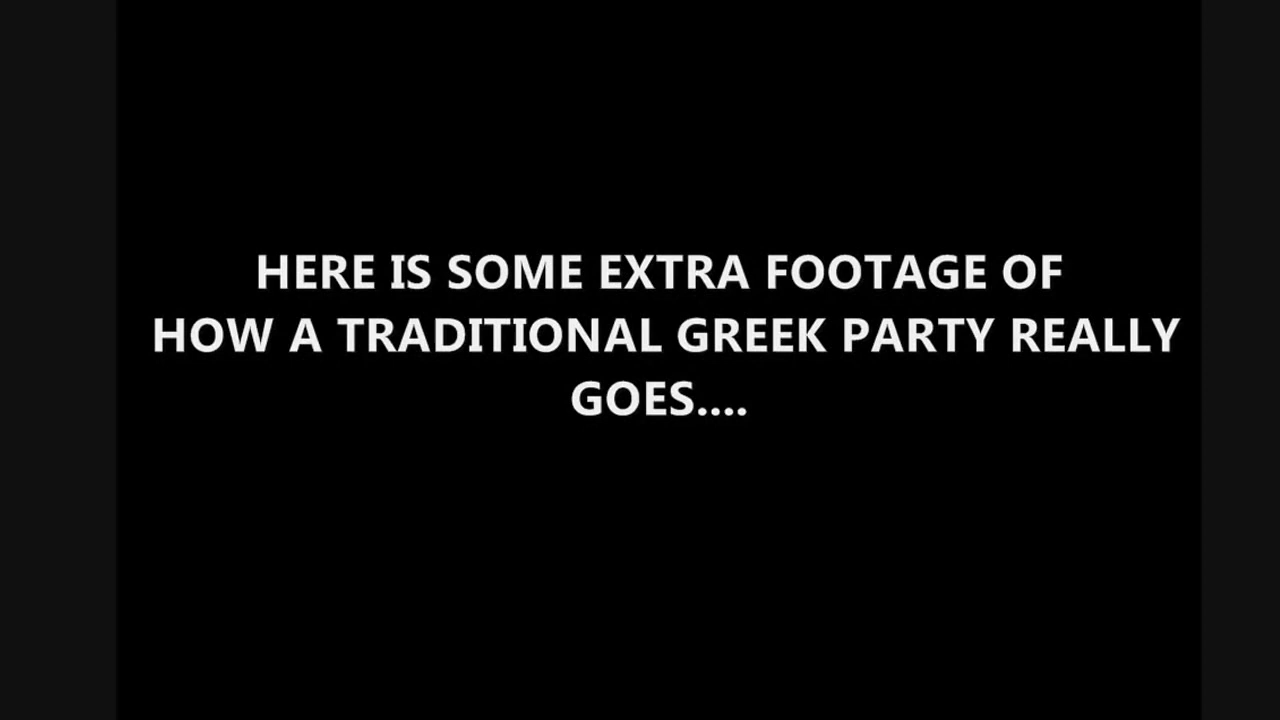 HERE IS SOME EXTRA FOOTAGE OF
HOW A TRADITIONAL GREEK PARTY REALLY
GOES....